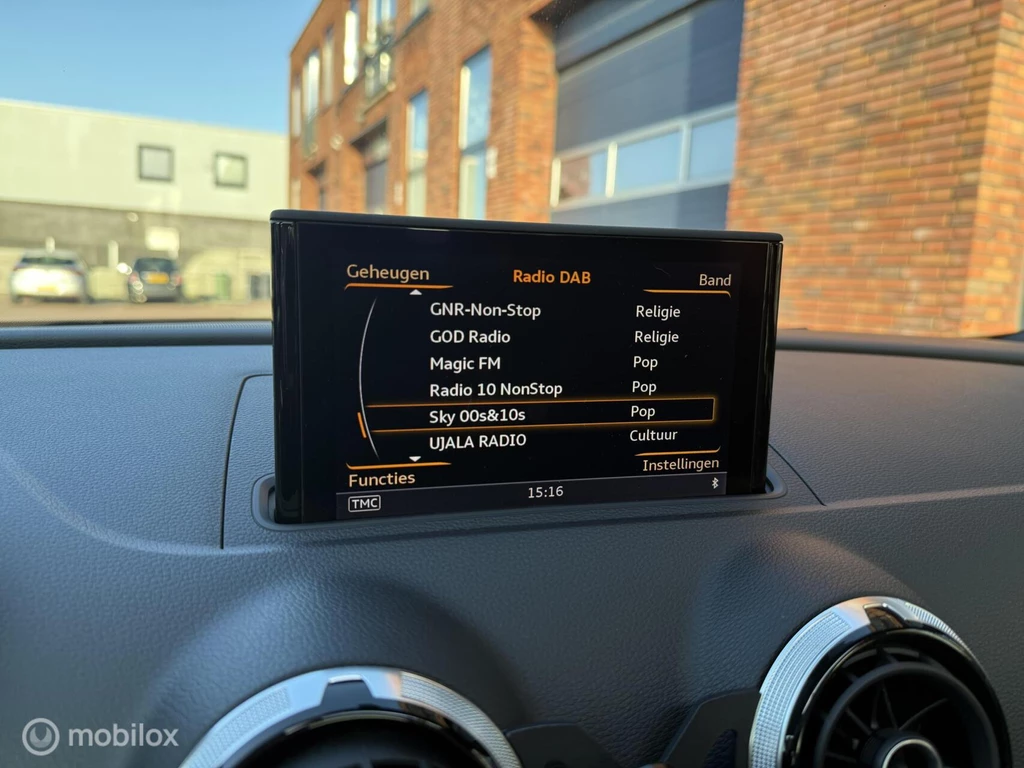 Geheugen Radio DAB Band
GNR-Non-Stop Religie
GOD Radio Religie
Magic FM Pop
Radio 10 NonStop Pop
Sky 00s&10s Pop
UJALA RADIO Cultuur
Functies Instellingen
TMC 15:16
mobilox